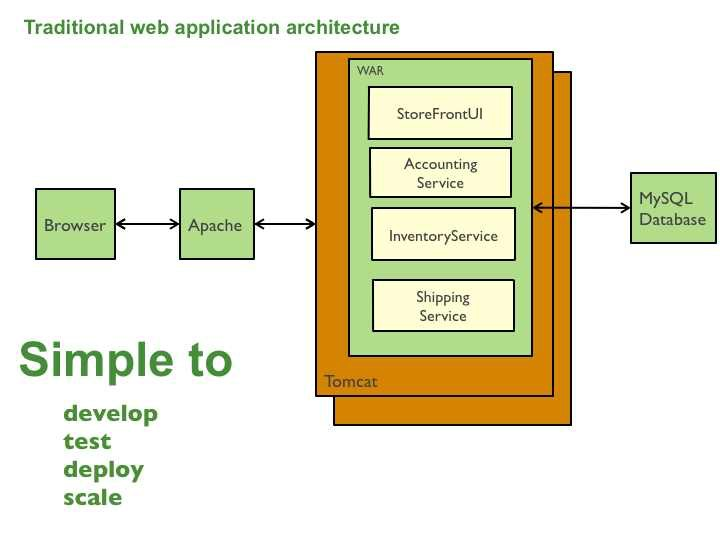 Traditional web application architecture
WAR
StoreFrontUI
Accounting
Service
InventoryService
Shipping
Service
Tomcat
Browser
Apache
MySQL
Database
Simple to
develop
test
deploy
scale